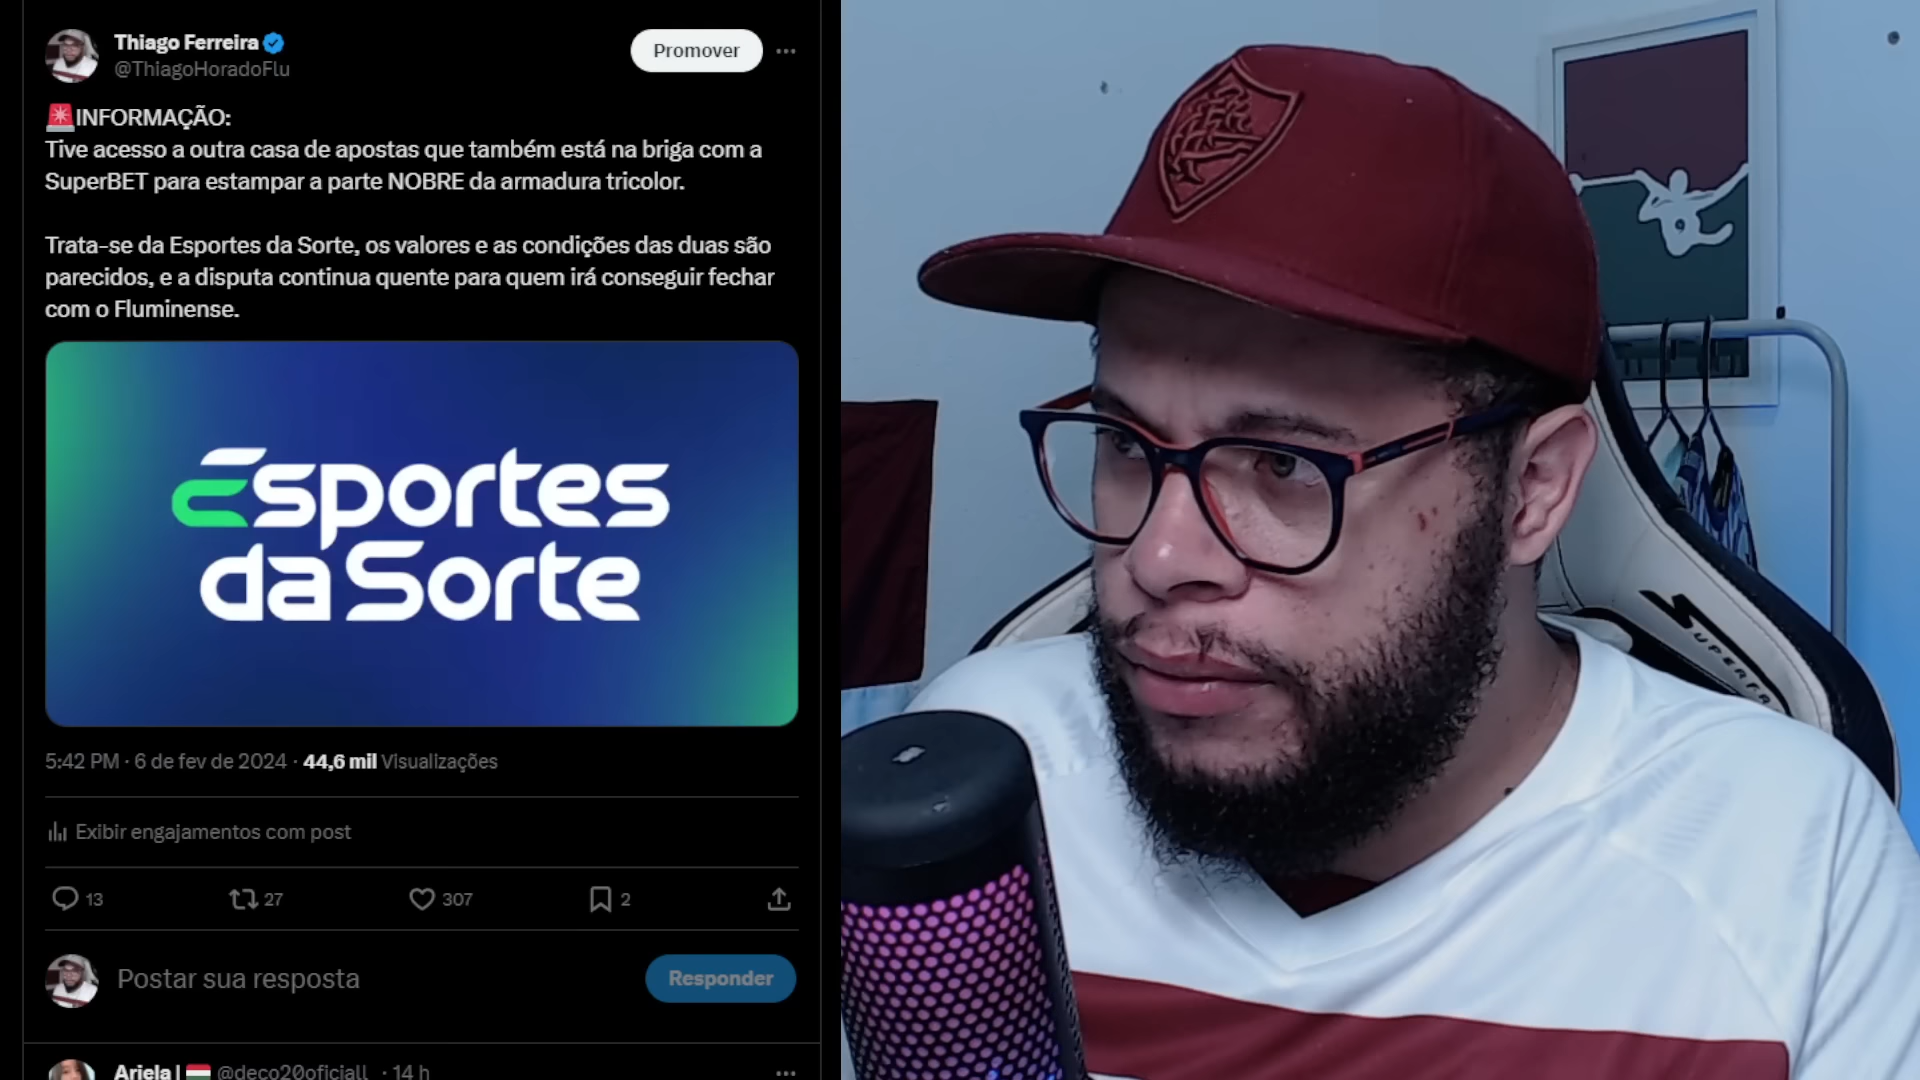 Thiago Ferreira
@ThiagoHoradoFlu
Promover
INFORMAÇÃO:
Tive acesso a outra casa de apostas que também está na briga com a
SuperBET para estampar a parte NOBRE da armadura tricolor.
Trata-se da Esportes da Sorte, os valores e as condições das duas são
parecidos, e a disputa continua quente para quem irá conseguir fechar
com o Fluminense.
Esportes
da Sorte
5:42 PM · 6 de fev de 2024 · 44,6 mil Visualizações
Exibir engajamentos com post
13
27
307
2
Postar sua resposta
Responder
Ariela | @deco20oficiall · 14 h